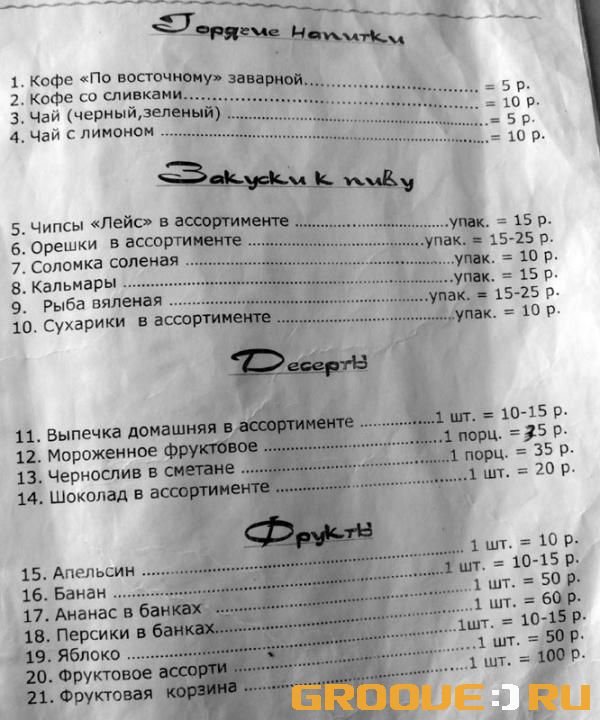 Горячие напитки
1. Кофе «По восточному» заварной.................... = 5 р.
2. Кофе со сливками.................... = 10 р.
3. Чай (черный,зеленый) .................... = 5 р.
4. Чай с лимоном .................... = 10 р.
Закуски к пиву
5. Чипсы «Лейс» в ассортименте ....................упак. = 15 р.
6. Орешки в ассортименте ....................упак. = 15-25 р.
7. Соломка соленая ....................упак. = 10 р.
8. Кальмары ....................упак. = 15 р.
9. Рыба вяленая ....................упак. = 15-25 р.
10. Сухарики в ассортименте ....................упак. = 10 р.
Десерты
11. Выпечка домашняя в ассортименте ....................1 шт. = 10-15 р.
12. Мороженное фруктовое ....................1 порц. = 35 р.
13. Чернослив в сметане ....................1 порц. = 35 р.
14. Шоколад в ассортименте ....................1 шт. = 20 р.
Фрукты
15. Апельсин .................... 1 шт. = 10 р.
16. Банан ....................1 шт. = 10-15 р.
17. Ананас в банках ....................1 шт. = 50 р.
18. Персики в банках....................1 шт. = 60 р.
19. Яблоко ....................1шт. = 10-15 р.
20. Фруктовое ассорти ....................1 шт. = 50 р.
21. Фруктовая корзина ....................1 шт. = 100 р.
GROOVE:)RU